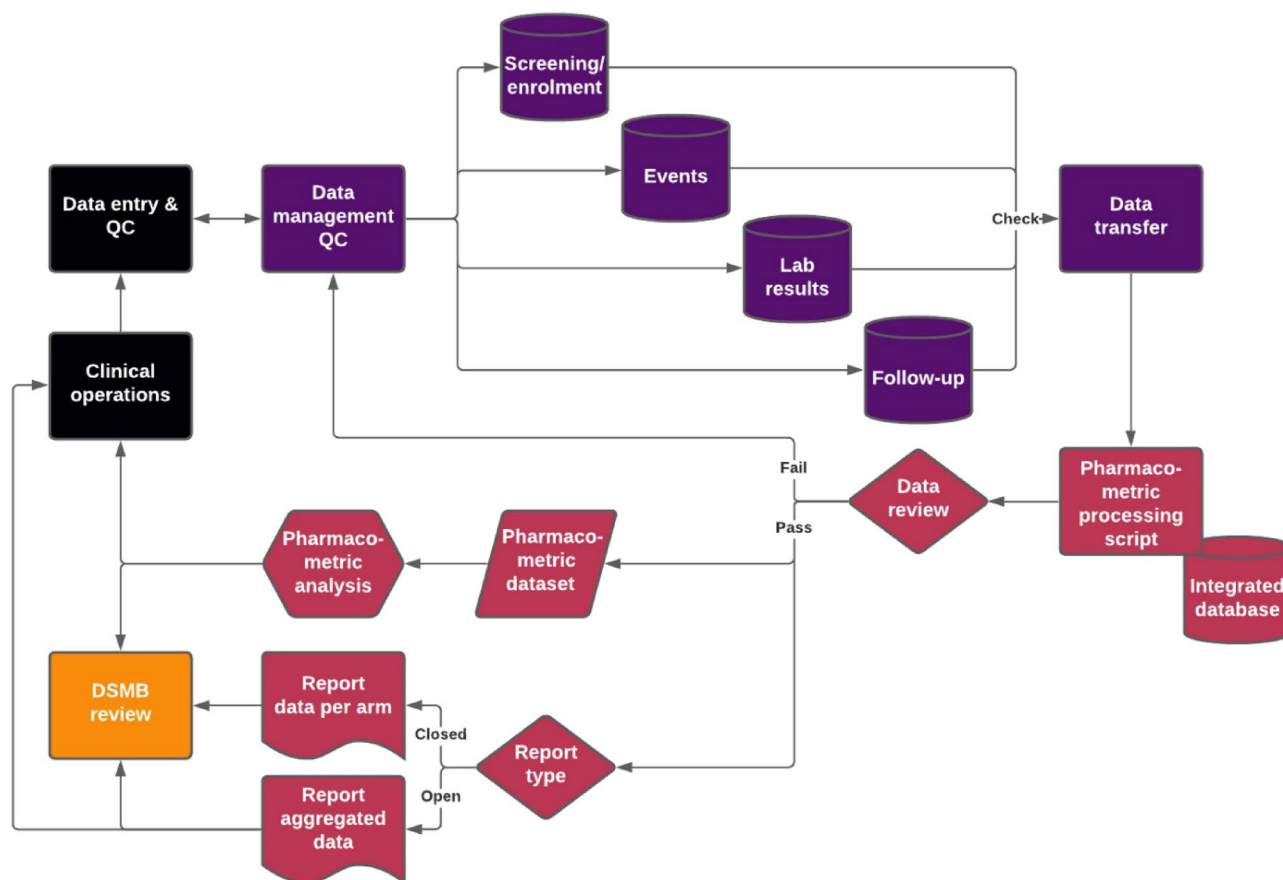 Screening/
enrolment
Events
Lab
results
Follow-up
Data entry &
QC
Data
management
QC
Check
Data
transfer
Clinical
operations
Fail
Pass
Data
review
Pharmaco-
metric
processing
script
Integrated
database
Pharmaco-
metric
analysis
Pharmaco-
metric
dataset
DSMB
review
Report
data per arm
Closed
Open
Report
type
Report
aggregated
data